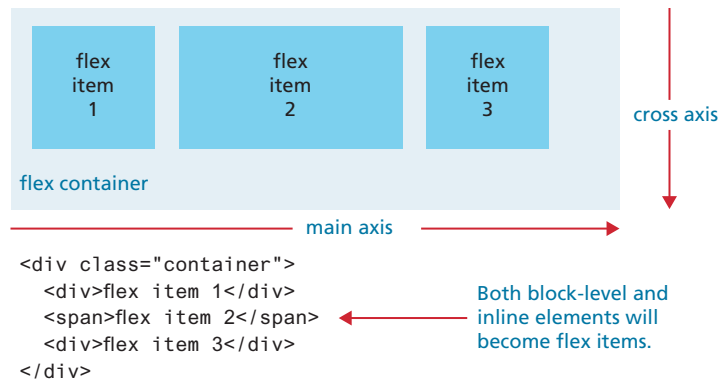 flex
item
1
flex
item
2
flex
item
3
cross axis
flex container
main axis
<div class="container">
  <div>flex item 1</div>
  <span>flex item 2</span>
  <div>flex item 3</div>
</div>
Both block-level and
inline elements will
become flex items.